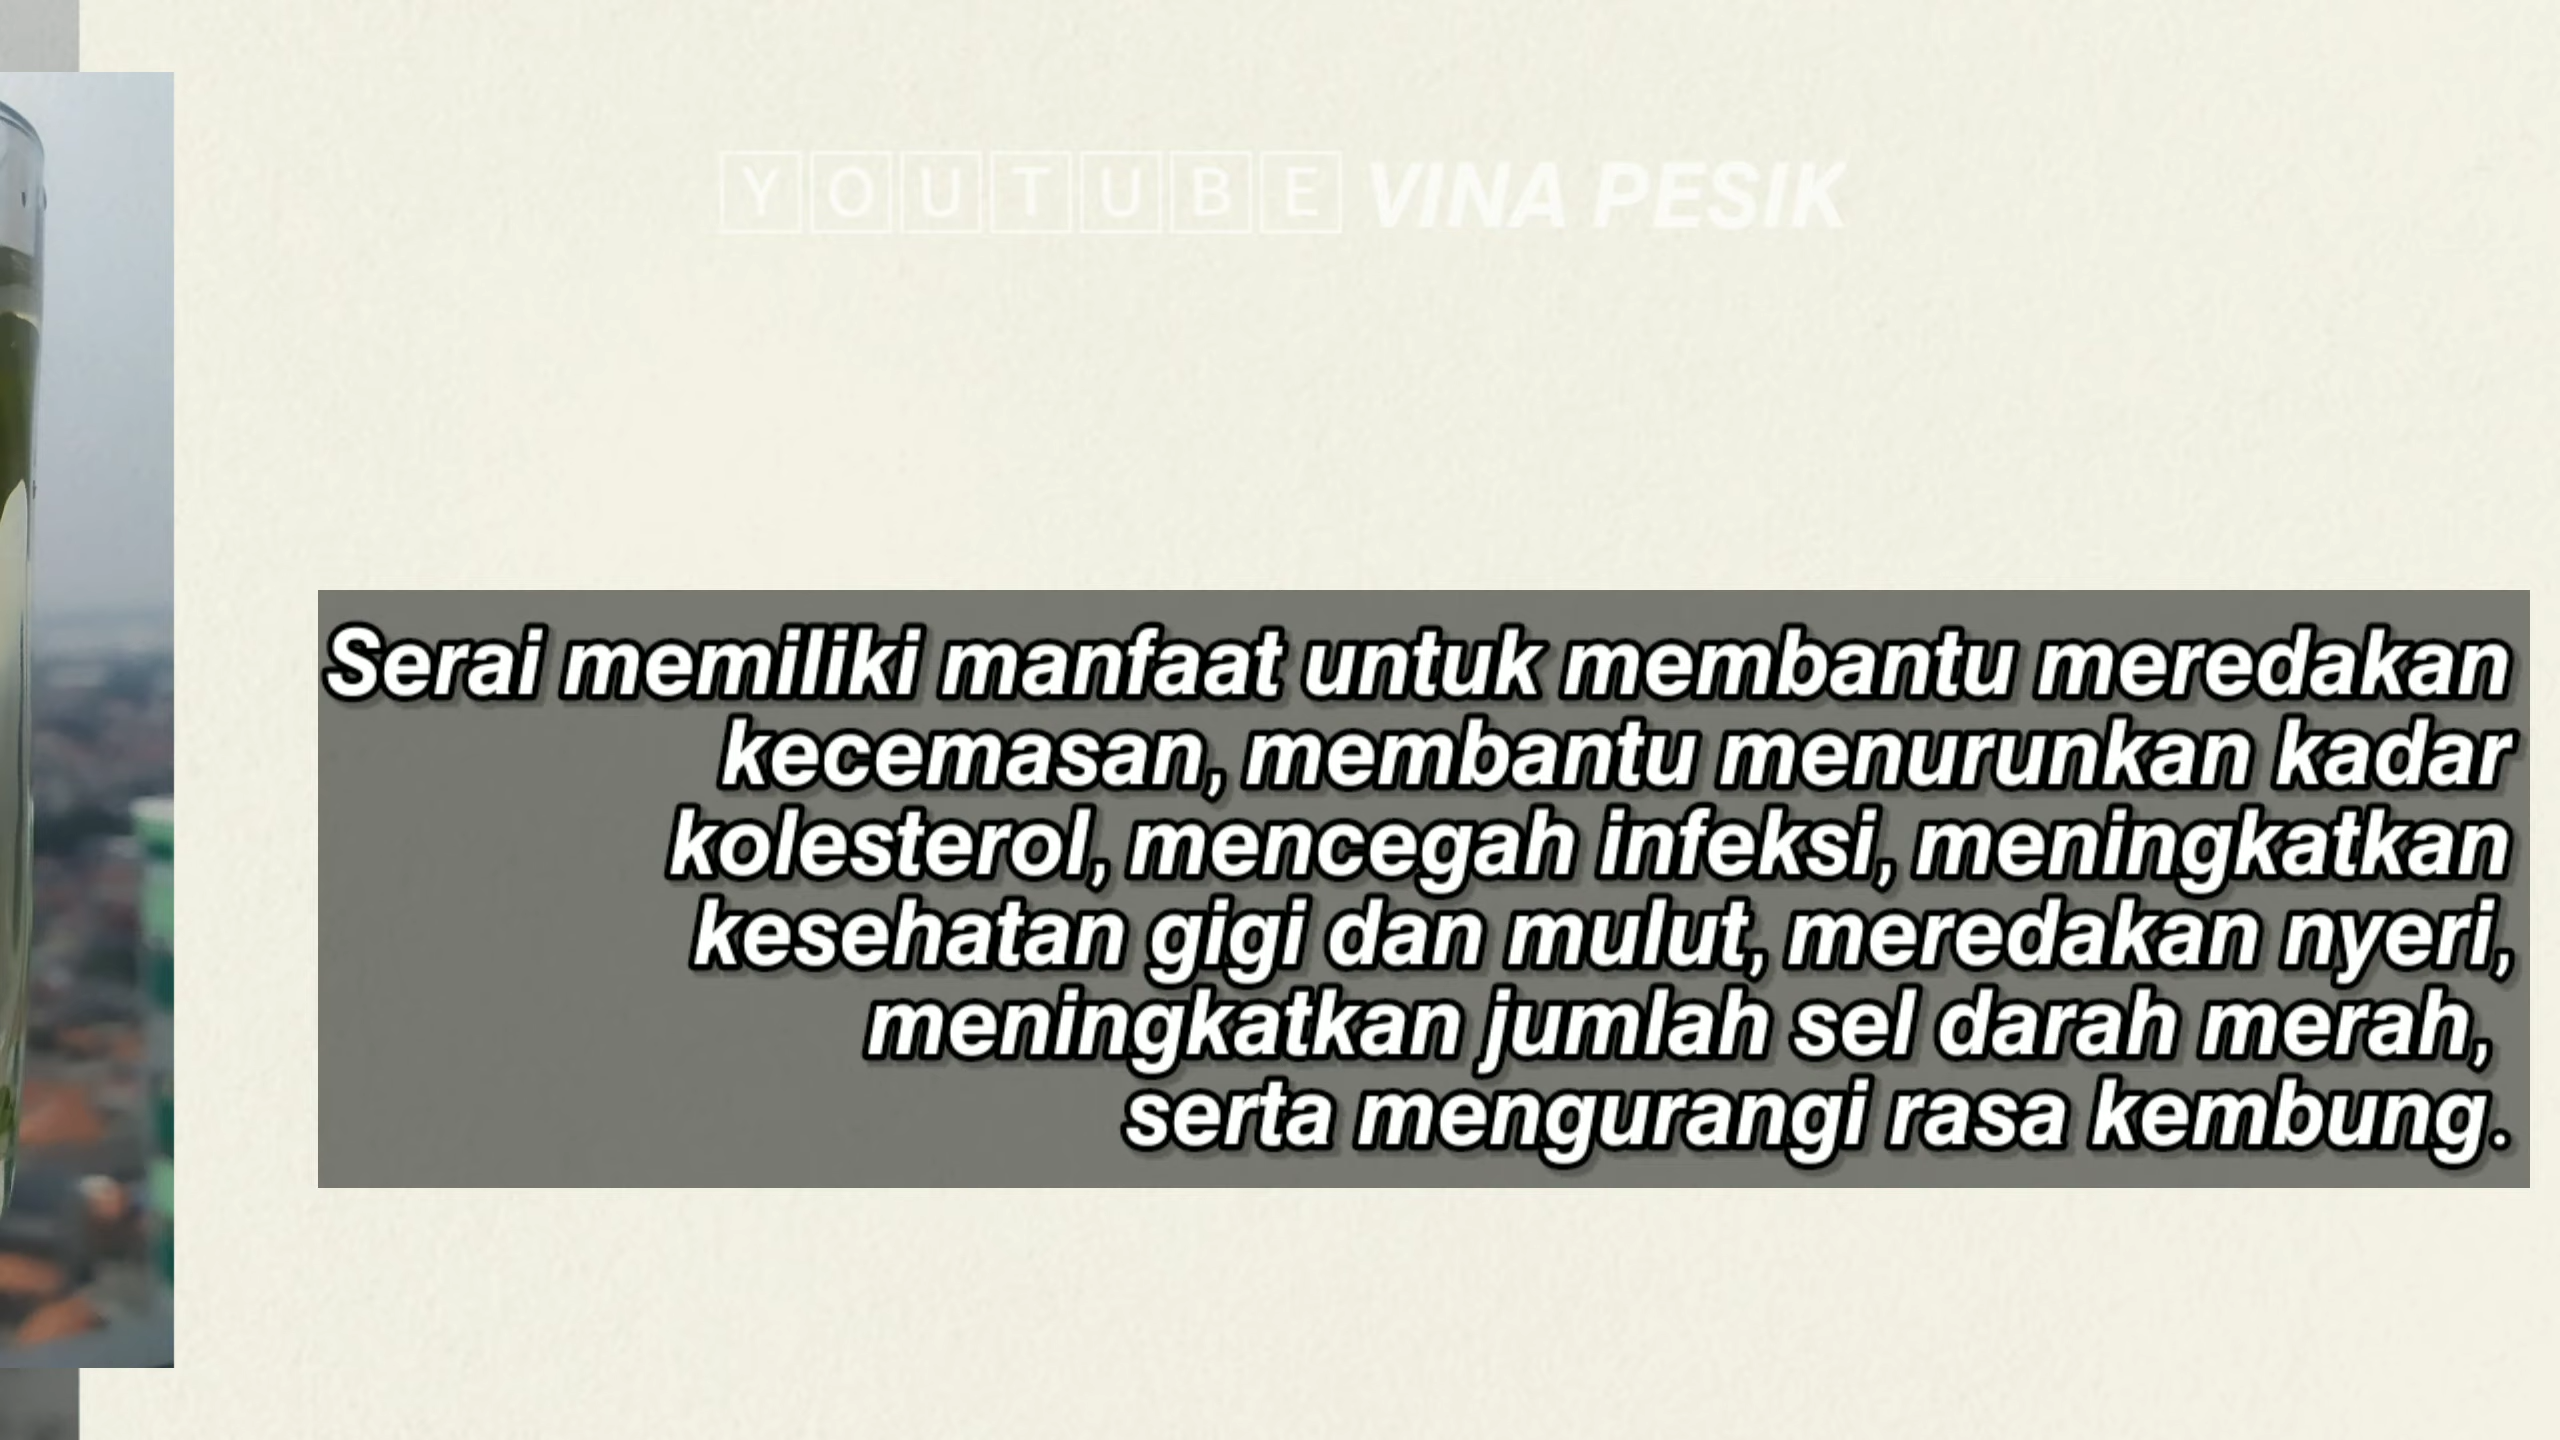 YOUTUBE VINA PESIK
Serai memiliki manfaat untuk membantu meredakan
kecemasan, membantu menurunkan kadar
kolesterol, mencegah infeksi, meningkatkan
kesehatan gigi dan mulut, meredakan nyeri,
meningkatkan jumlah sel darah merah,
serta mengurangi rasa kembung.